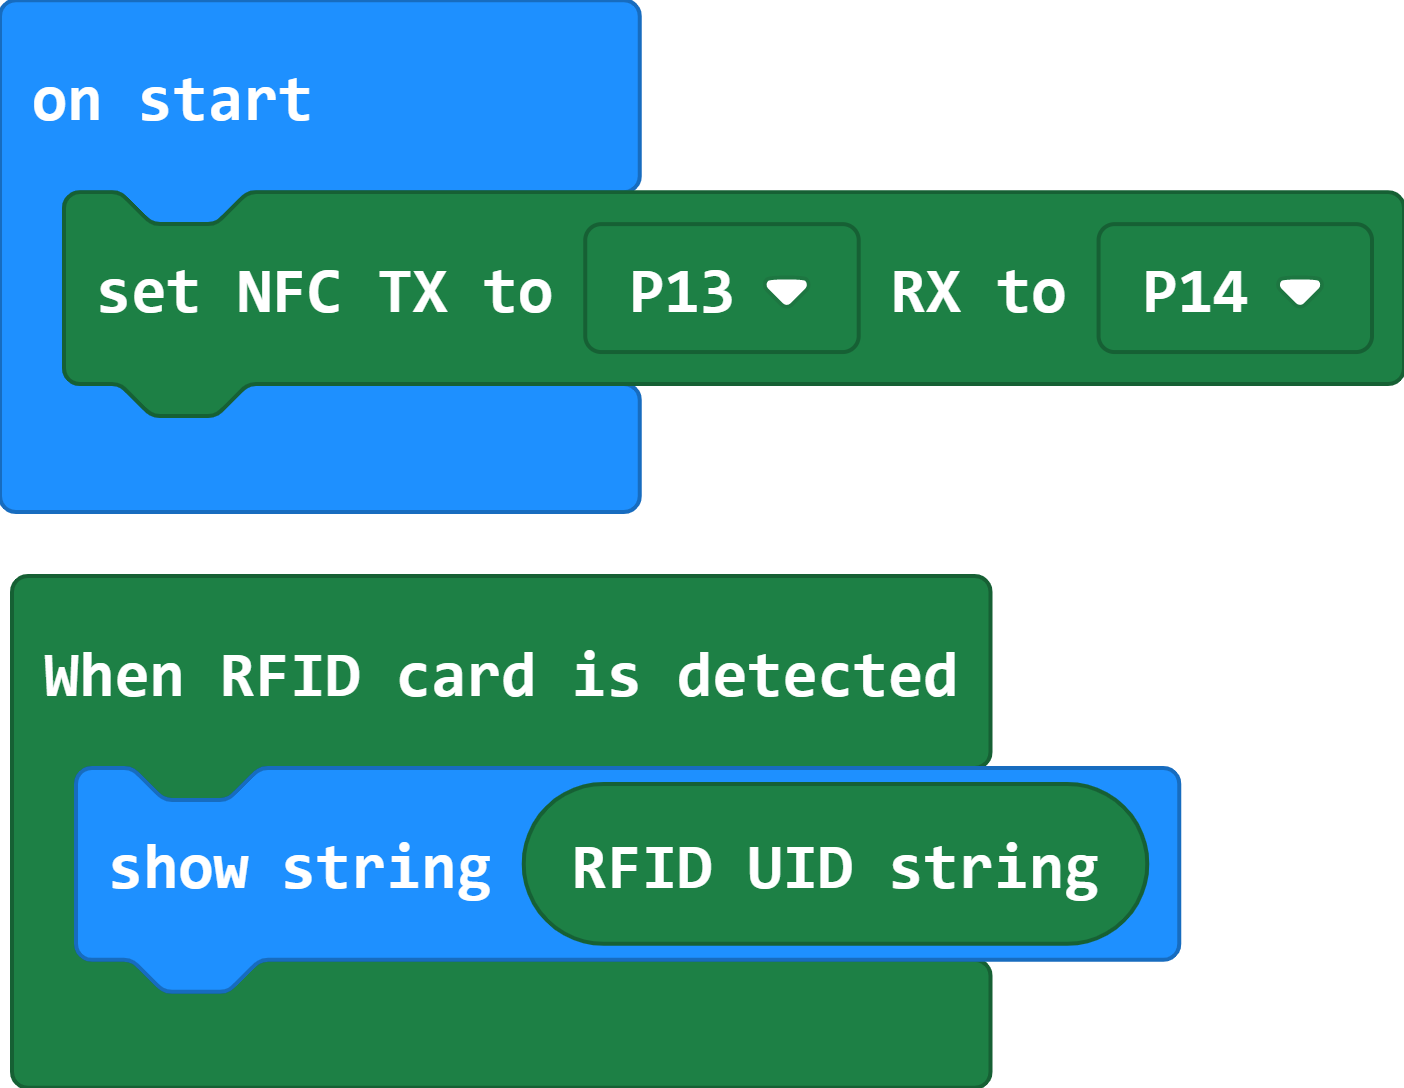 on start
set NFC TX to P13 RX to P14
When RFID card is detected
show string RFID UID string